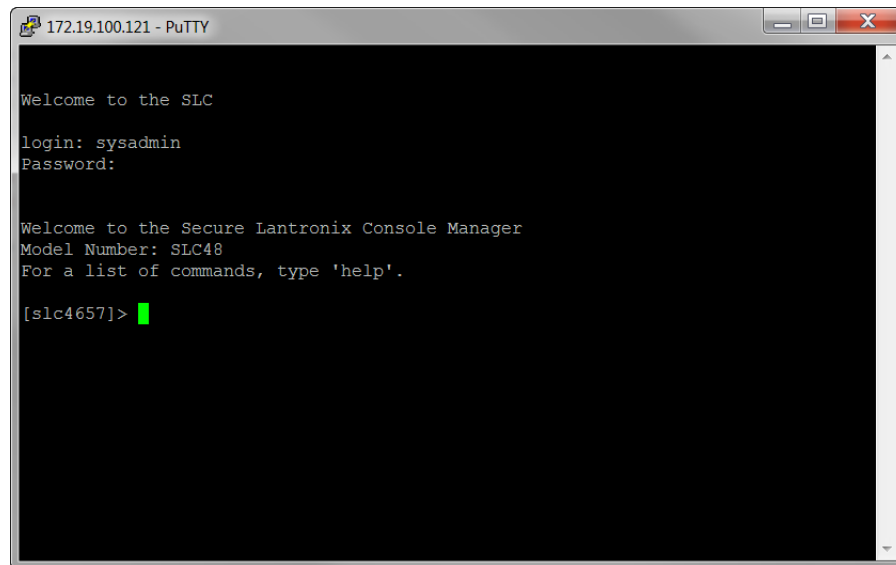 172.19.100.121 - PuTTY
Welcome to the SLC
login: sysadmin
Password:
Welcome to the Secure Lantronix Console Manager
Model Number: SLC48
For a list of commands, type 'help'.
[slc4657]>